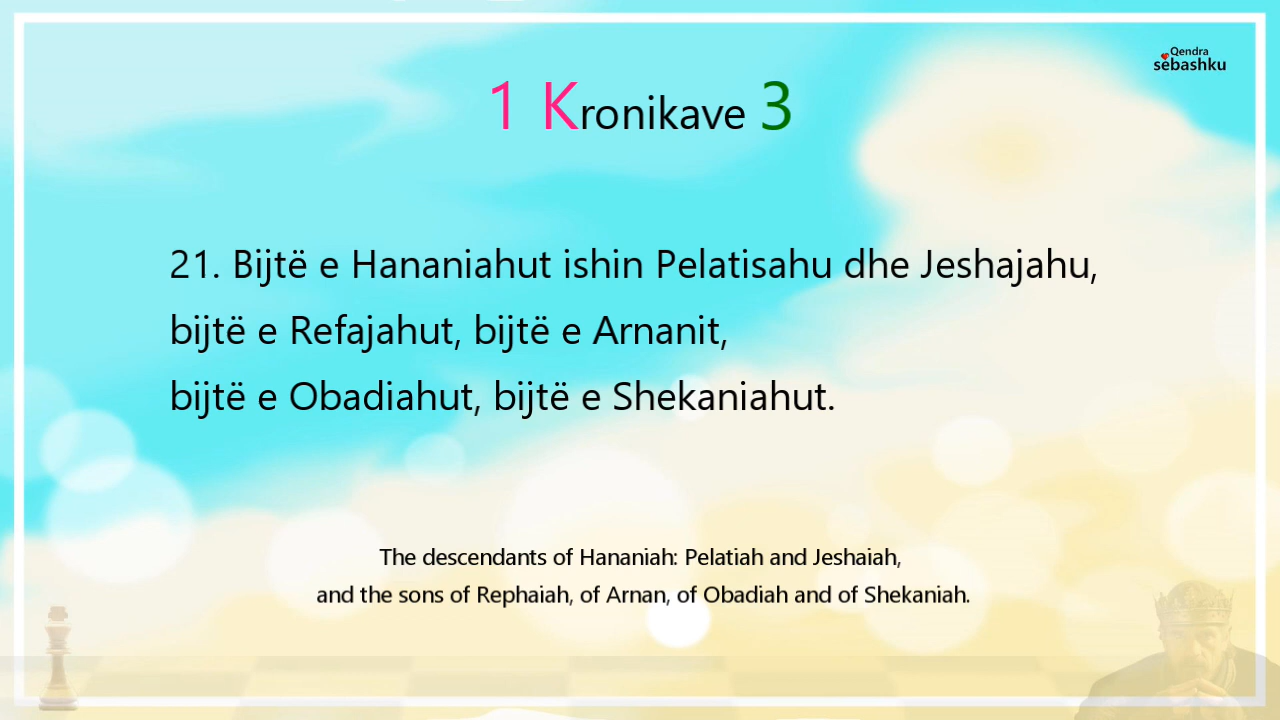 Qendra
sëbashku
1 Kronikave 3
21. Bijtë e Hananiahut ishin Pelatisahu dhe Jeshajahu,
bijtë e Refajahut, bijtë e Arnanit,
bijtë e Obadiahut, bijtë e Shekaniahut.
The descendants of Hananiah: Pelatiah and Jeshaiah,
and the sons of Rephaiah, of Arnan, of Obadiah and of Shekaniah.